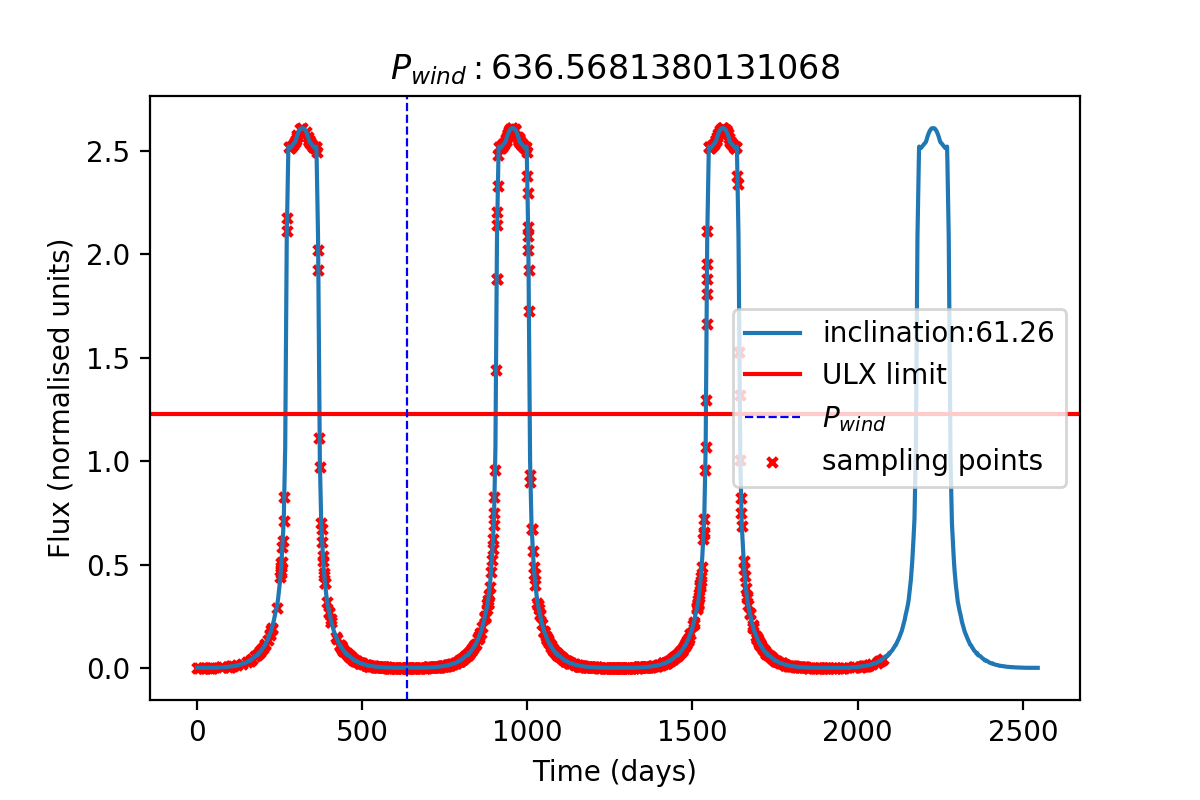 P_wind : 636.5681380131068
Flux (normalised units)
2.5
2.0
1.5
1.0
0.5
0.0
inclination:61.26
ULX limit
P_wind
sampling points
0 500 1000 1500 2000 2500
Time (days)